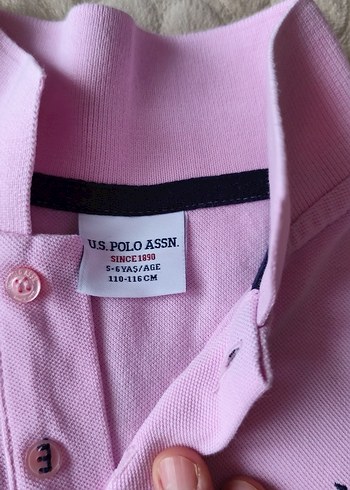 U.S. POLO ASSN.
SINCE 1890
5-6 YAŞ/AGE
110-116 CM